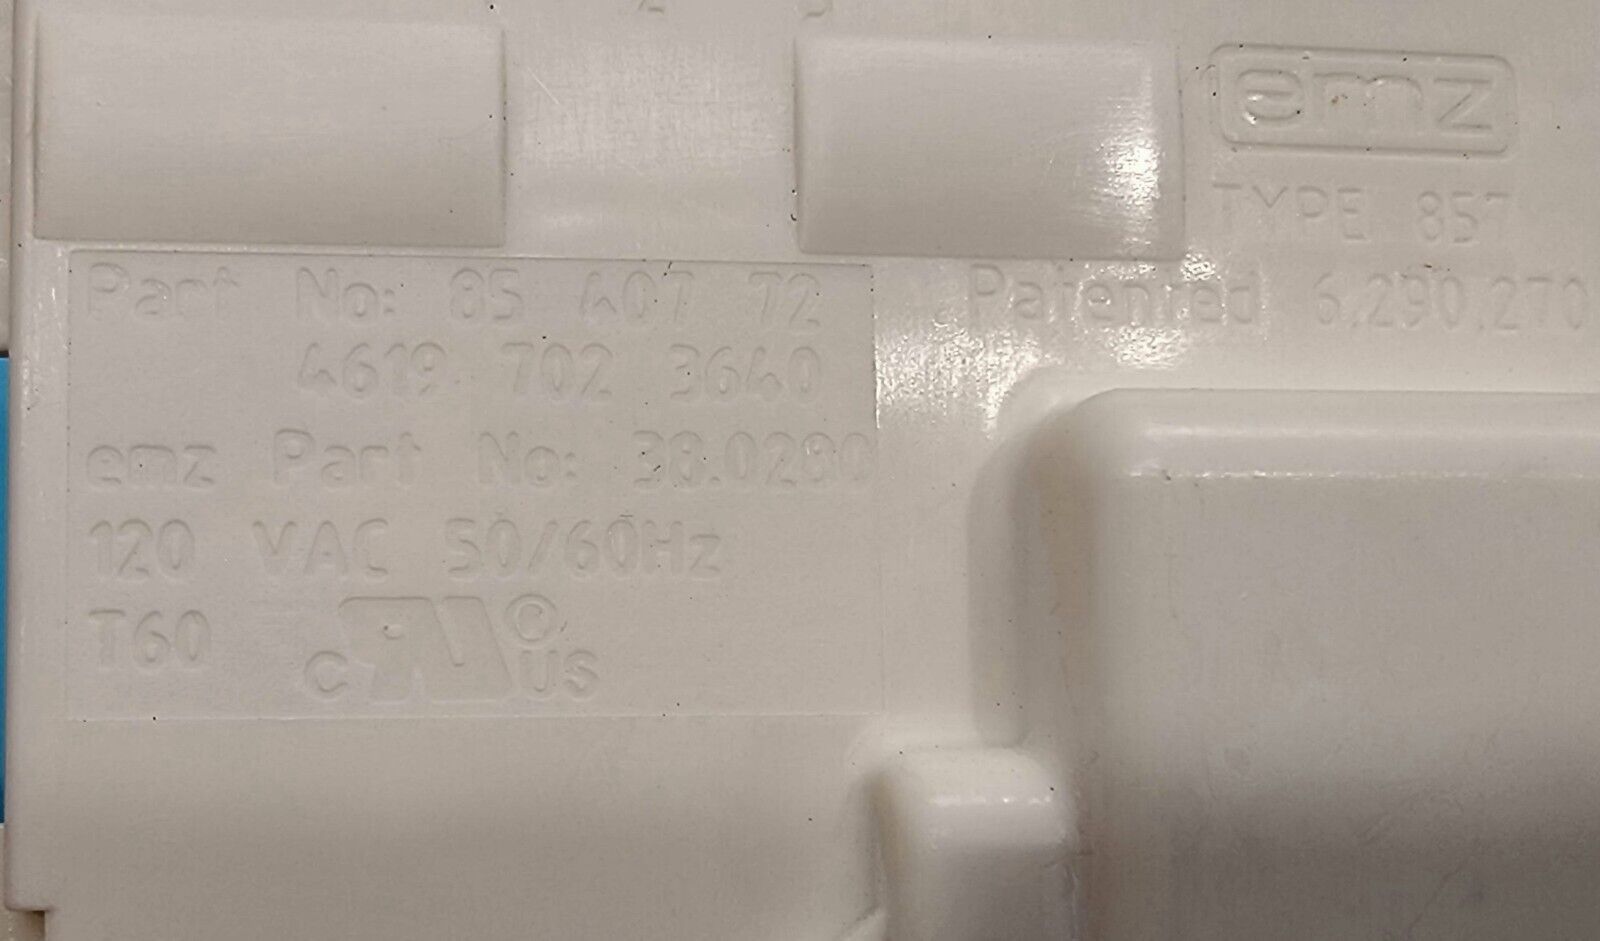 emz
TYPE 857
Patented 6,290,270
Part No: 85 407 72
4619 702 3640
emz Part No: 38.0280
120 VAC 50/60Hz
T60 c RU © US